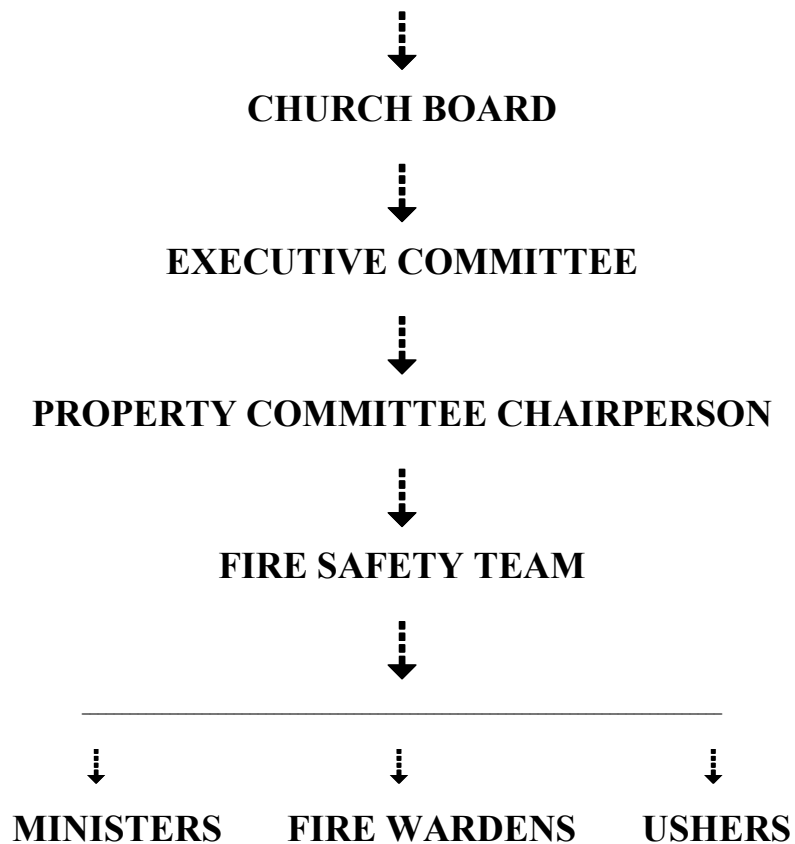 CHURCH BOARD
EXECUTIVE COMMITTEE
PROPERTY COMMITTEE CHAIRPERSON
FIRE SAFETY TEAM
MINISTERS FIRE WARDENS USHERS